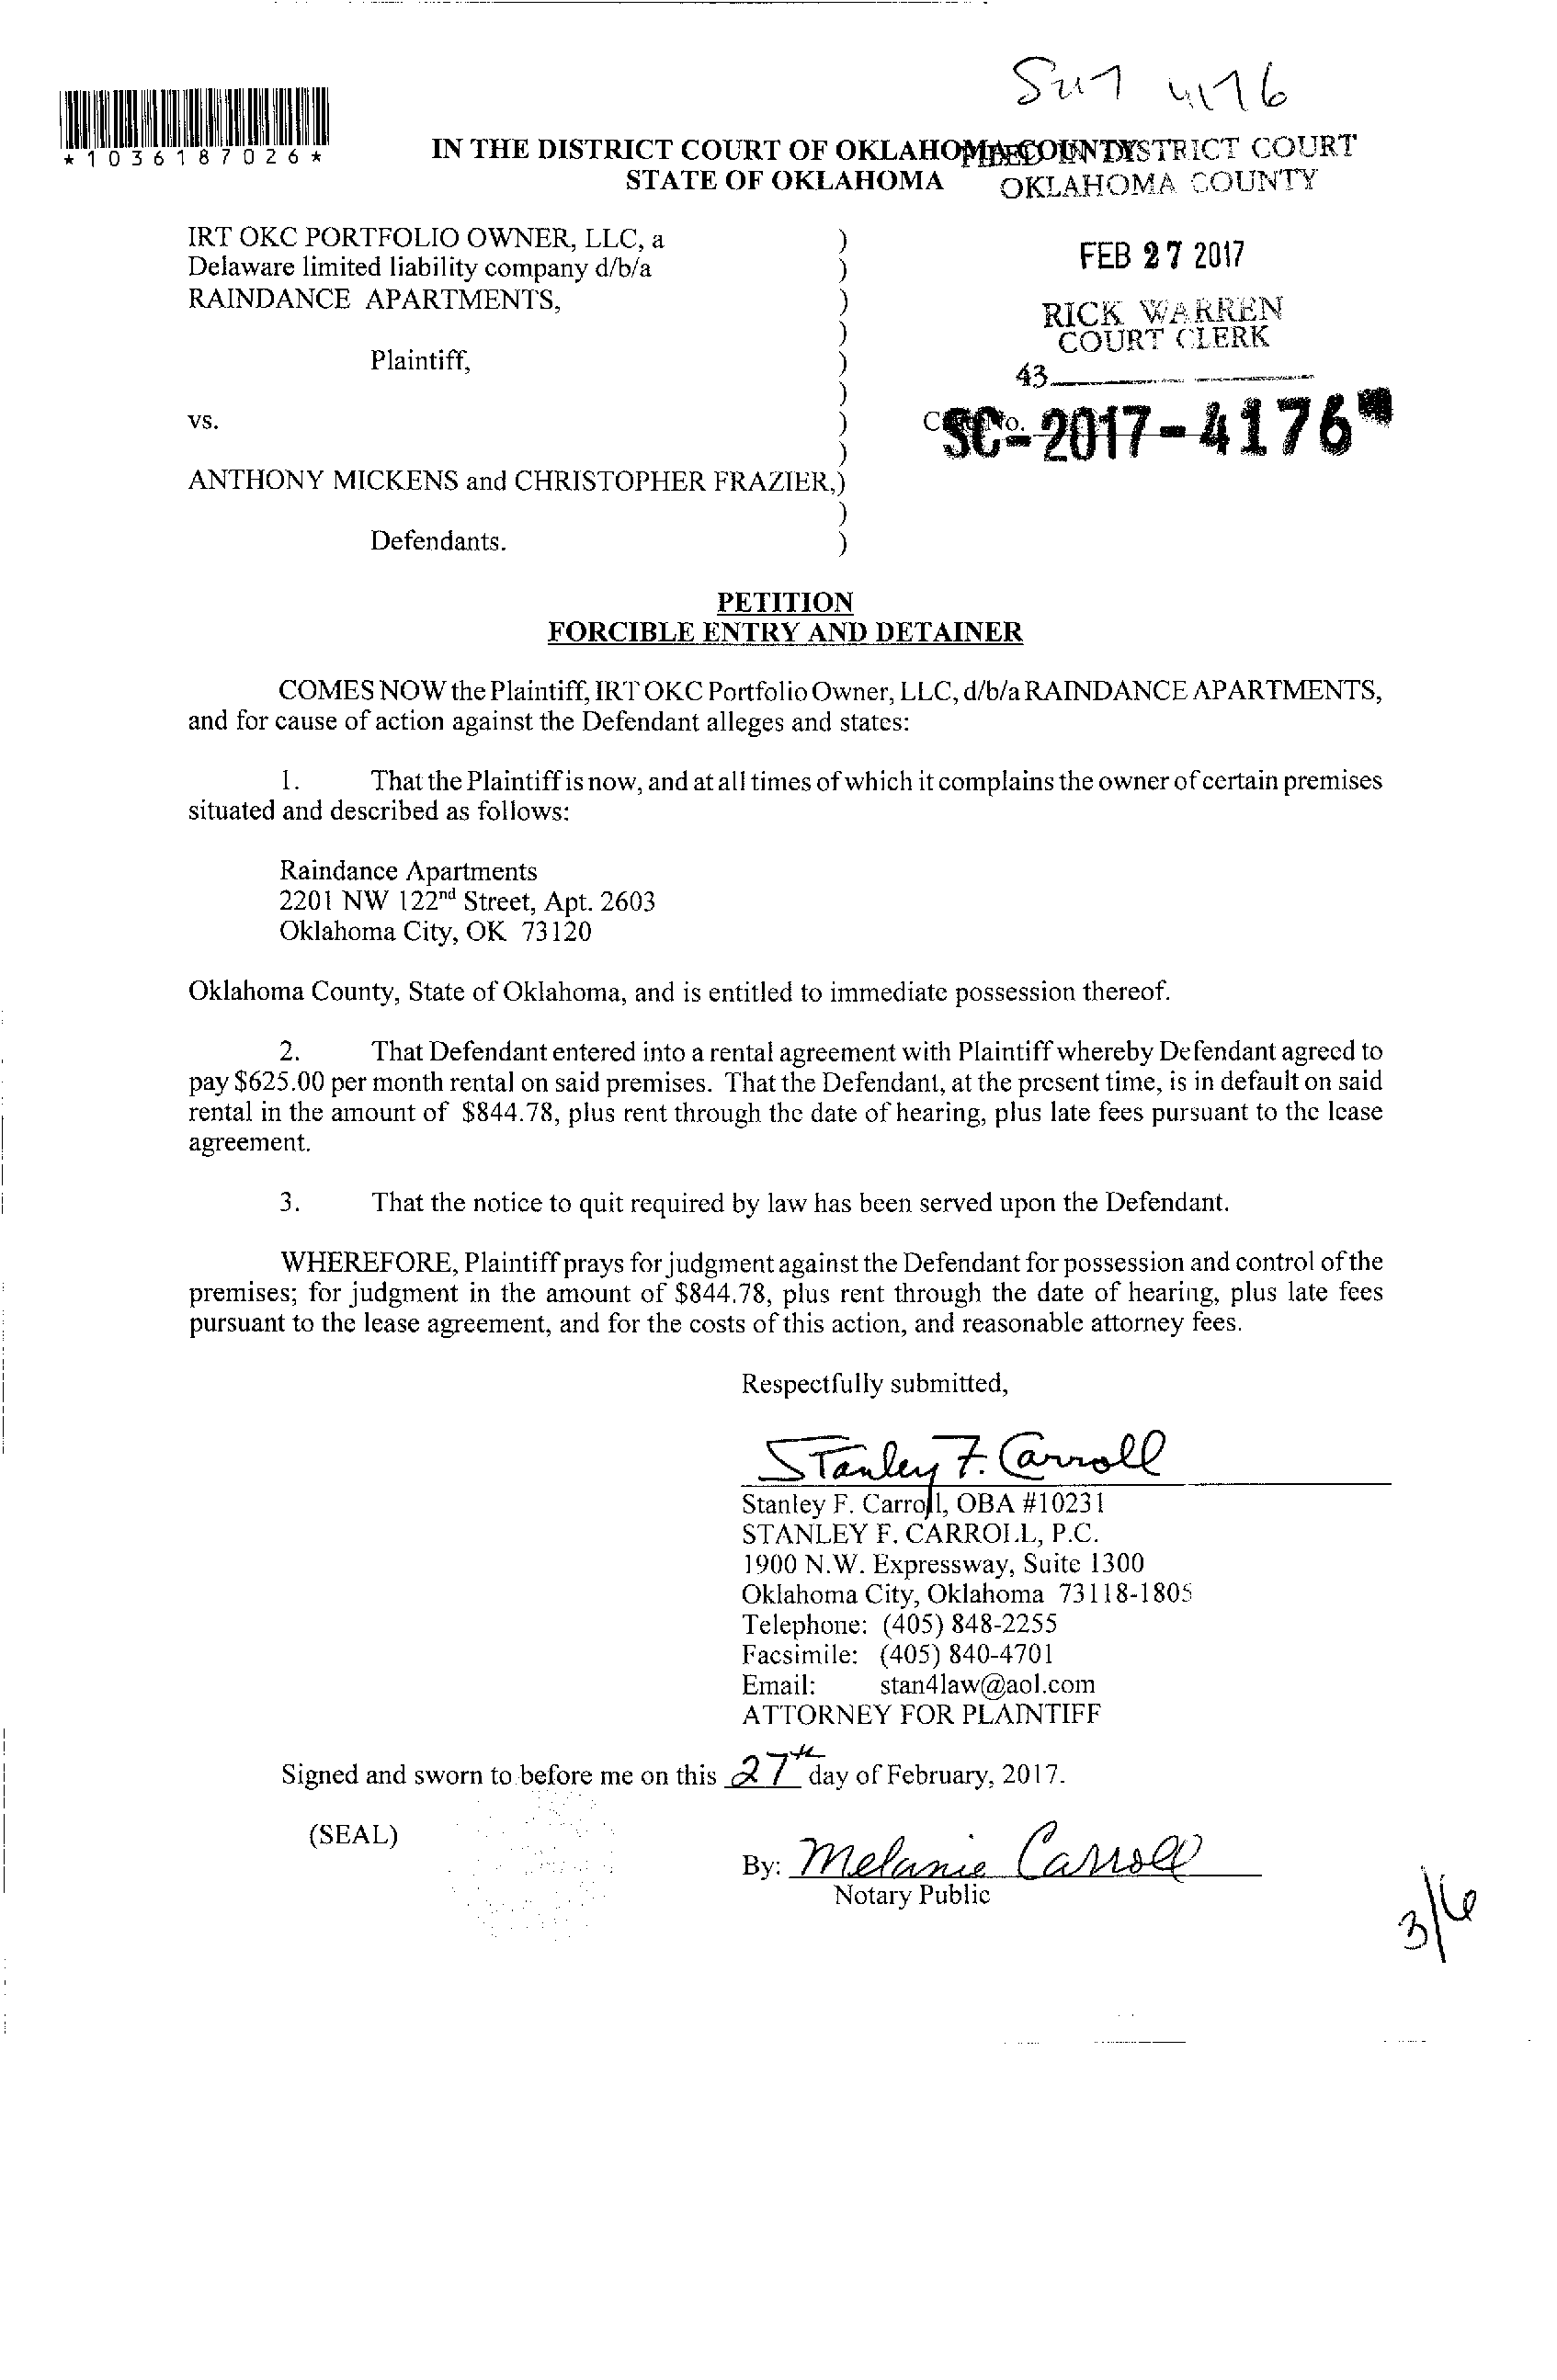 *1036187026*
IN THE DISTRICT COURT OF OKLAHOMA COUNTY
STATE OF OKLAHOMA
DISTRICT COURT
OKLAHOMA COUNTY
FEB 27 2017
RICK WARREN
COURT CLERK
43
SC-2017-4176
IRT OKC PORTFOLIO OWNER, LLC, a )
Delaware limited liability company d/b/a )
RAINDANCE APARTMENTS, )
)
Plaintiff, )
)
vs. )
)
ANTHONY MICKENS and CHRISTOPHER FRAZIER,)
)
Defendants. )
PETITION
FORCIBLE ENTRY AND DETAINER
COMES NOW the Plaintiff, IRT OKC Portfolio Owner, LLC, d/b/a RAINDANCE APARTMENTS,
and for cause of action against the Defendant alleges and states:
1. That the Plaintiff is now, and at all times of which it complains the owner of certain premises
situated and described as follows:
Raindance Apartments
2201 NW 122nd Street, Apt. 2603
Oklahoma City, OK 73120
Oklahoma County, State of Oklahoma, and is entitled to immediate possession thereof.
2. That Defendant entered into a rental agreement with Plaintiff whereby Defendant agreed to
pay $625.00 per month rental on said premises. That the Defendant, at the present time, is in default on said
rental in the amount of $844.78, plus rent through the date of hearing, plus late fees pursuant to the lease
agreement.
3. That the notice to quit required by law has been served upon the Defendant.
WHEREFORE, Plaintiff prays for judgment against the Defendant for possession and control of the
premises; for judgment in the amount of $844.78, plus rent through the date of hearing, plus late fees
pursuant to the lease agreement, and for the costs of this action, and reasonable attorney fees.
Respectfully submitted,
Stanley F. Carroll
Stanley F. Carroll, OBA #10231
STANLEY F. CARROLL, P.C.
1900 N.W. Expressway, Suite 1300
Oklahoma City, Oklahoma 73118-1805
Telephone: (405) 848-2255
Facsimile: (405) 840-4701
Email: stan4law@aol.com
ATTORNEY FOR PLAINTIFF
Signed and sworn to before me on this 27th day of February, 2017.
(SEAL)
By: Melanie Carroll
Notary Public
3/6